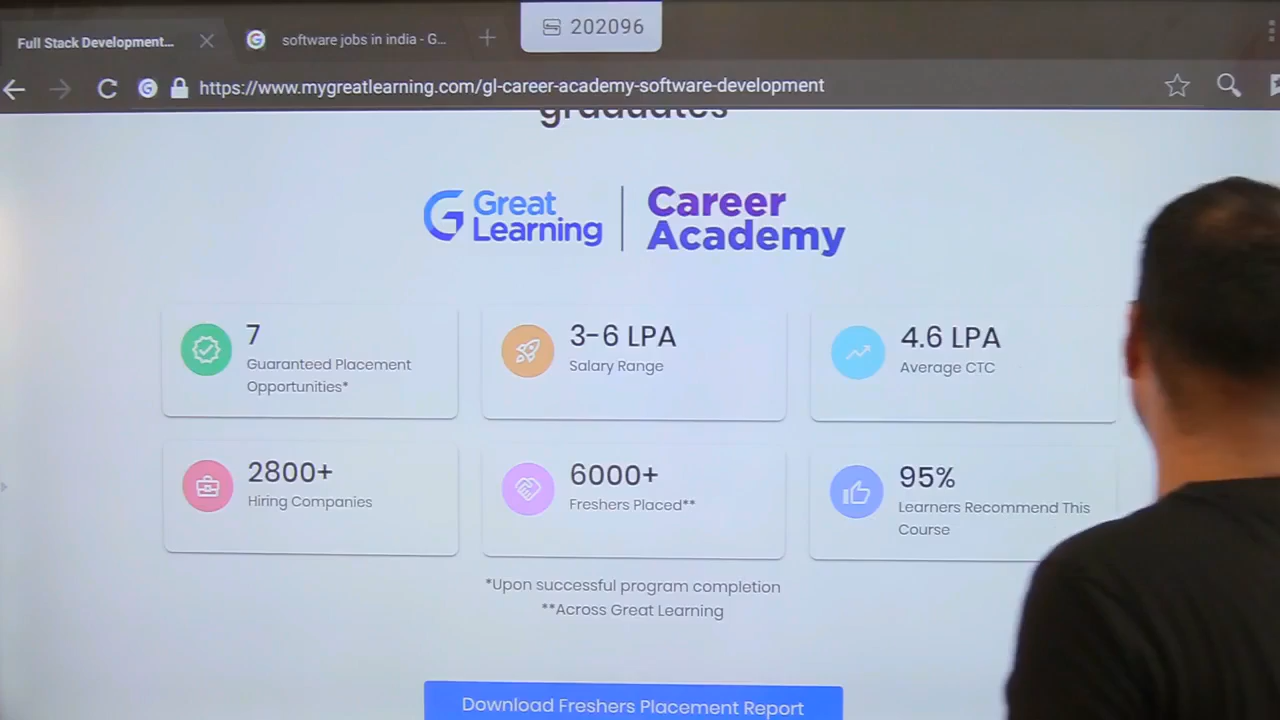 Full Stack Development...
software jobs in india - G...
202096
https://www.mygreatlearning.com/gl-career-academy-software-development
graduates
Great Learning
Career Academy
7
Guaranteed Placement
Opportunities*
3-6 LPA
Salary Range
4.6 LPA
Average CTC
2800+
Hiring Companies
6000+
Freshers Placed**
95%
Learners Recommend This
Course
*Upon successful program completion
**Across Great Learning
Download Freshers Placement Report